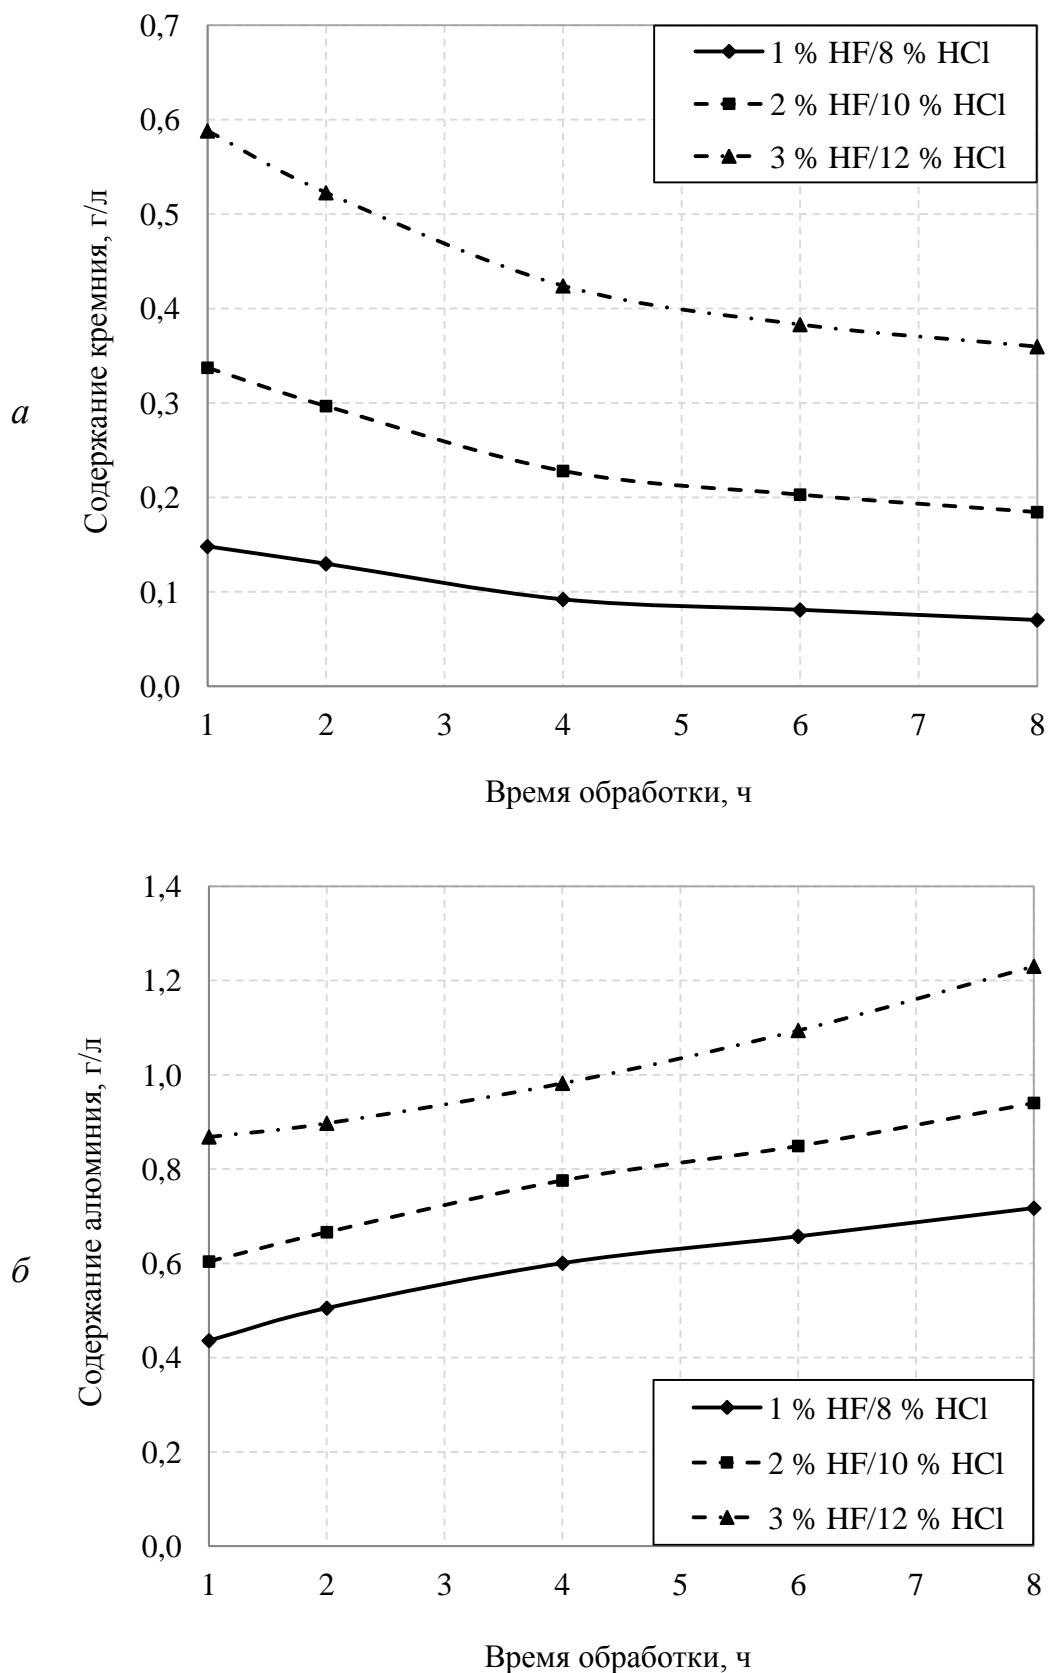 0,7
0,6
0,5
0,4
0,3
0,2
0,1
0,0
Содержание кремния, г/л
а
1 % HF/8 % HCl
2 % HF/10 % HCl
3 % HF/12 % HCl
1 2 3 4 5 6 7 8
Время обработки, ч
1,4
1,2
1,0
0,8
0,6
0,4
0,2
0,0
Содержание алюминия, г/л
б
1 % HF/8 % HCl
2 % HF/10 % HCl
3 % HF/12 % HCl
1 2 3 4 5 6 7 8
Время обработки, ч